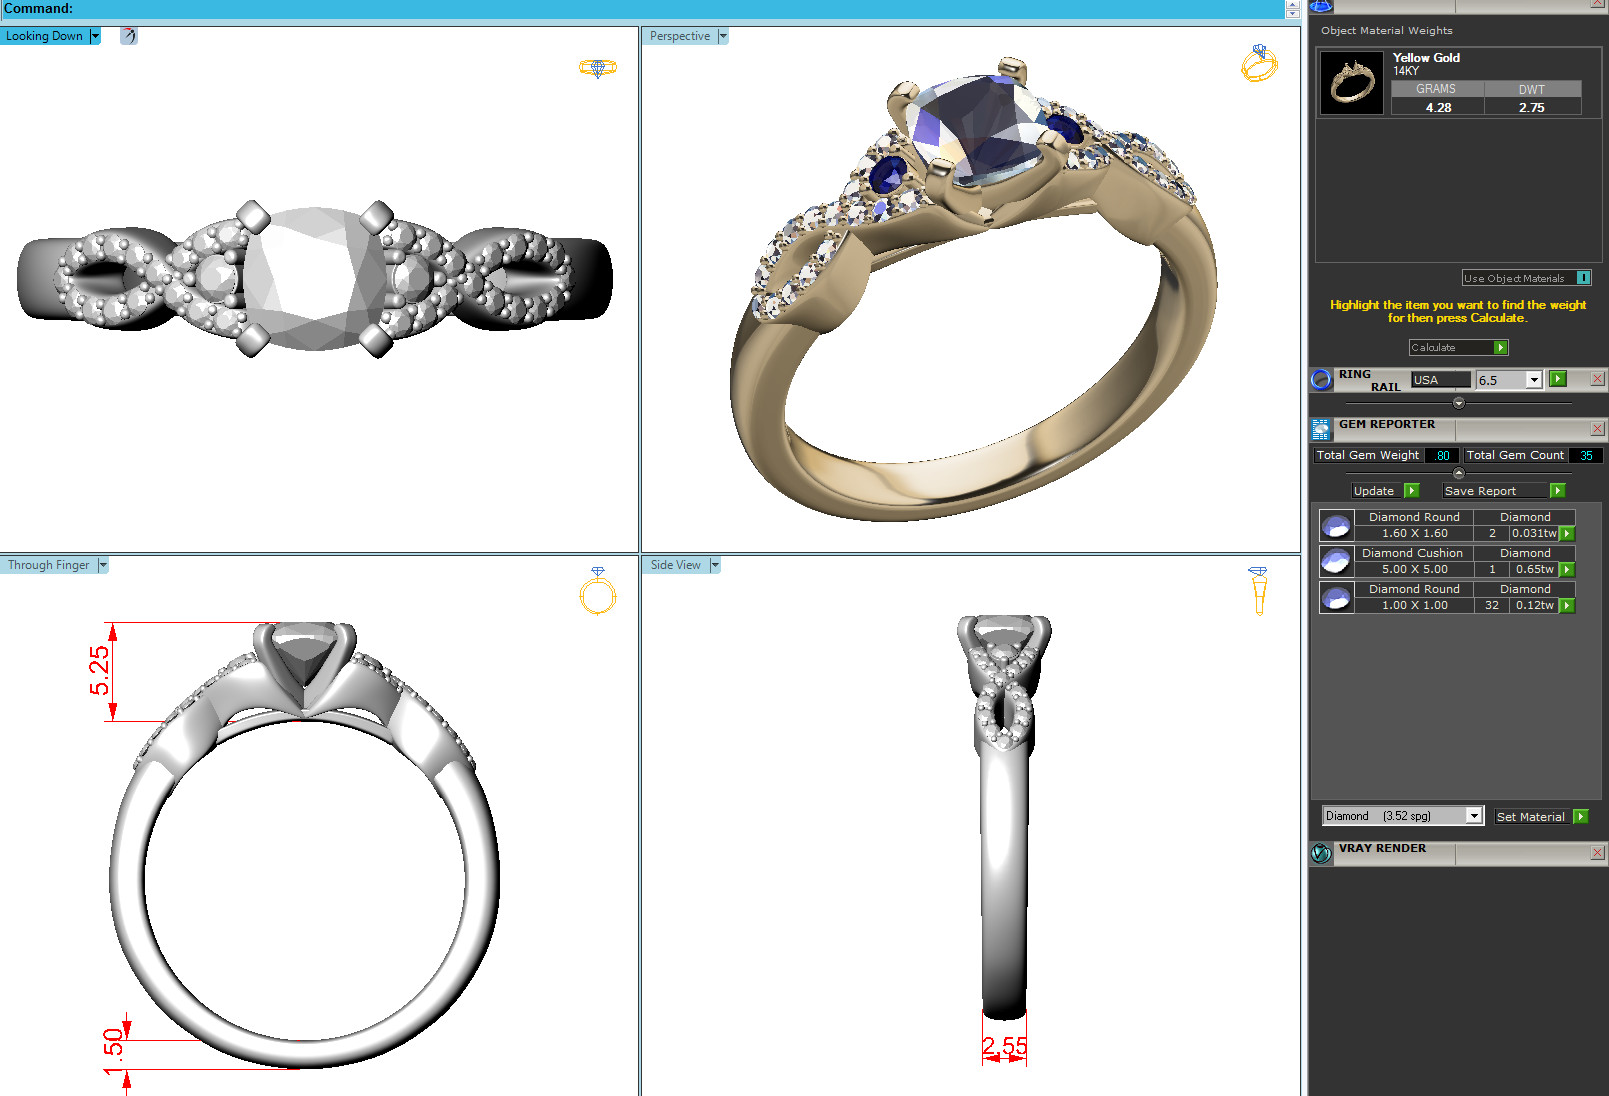 Command:
Looking Down
Perspective
Through Finger
5.25
1.50
Side View
2.55
Object Material Weights
Yellow Gold
14KY
GRAMS DWT
4.28 2.75
Use Object Materials
Highlight the item you want to find the weight
for then press Calculate.
Calculate
RING
RAIL USA 6.5
GEM REPORTER
Total Gem Weight .80 Total Gem Count 35
Update Save Report
Diamond Round Diamond
1.60 X 1.60 2 0.031tw
Diamond Cushion Diamond
5.00 X 5.00 1 0.65tw
Diamond Round Diamond
1.00 X 1.00 32 0.12tw
Diamond (3.52 spg) Set Material
VRAY RENDER